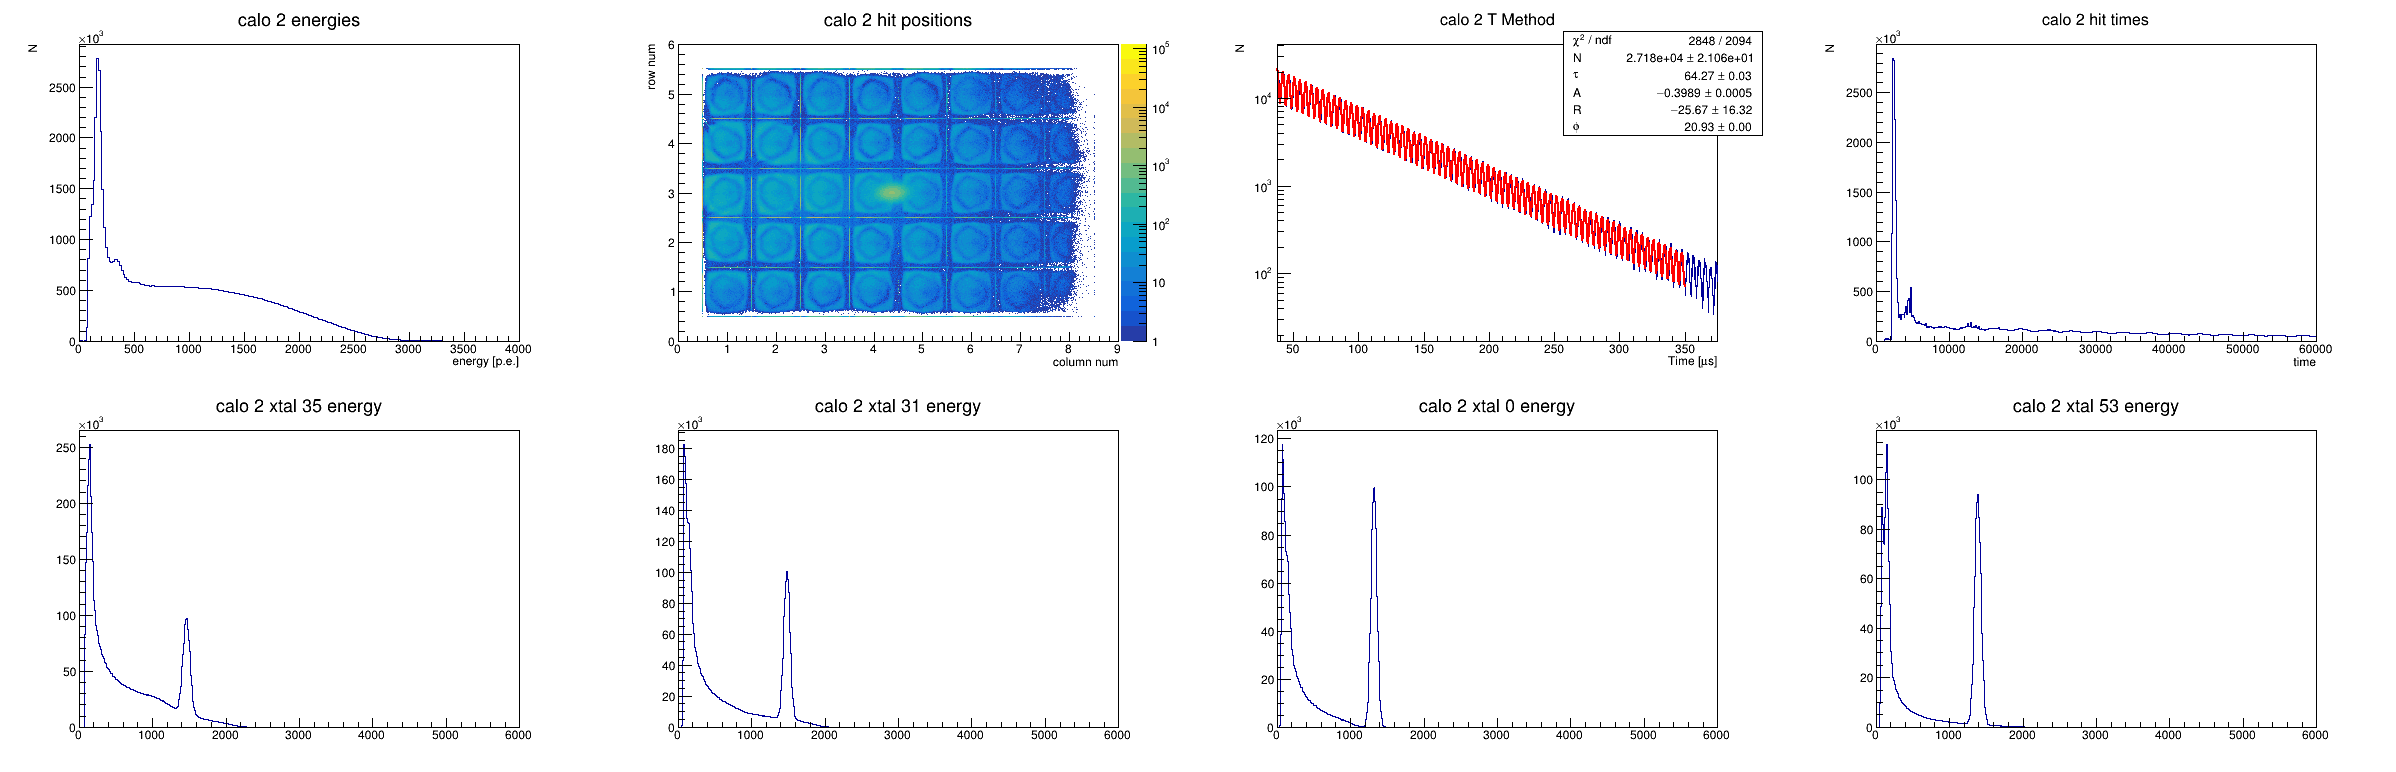 calo 2 energies
×10³
N
2500
2000
1500
1000
500
0
0 500 1000 1500 2000 2500 3000 3500 4000
energy [p.e.]
calo 2 hit positions
row num
6
5
4
3
2
1
0
0 1 2 3 4 5 6 7 8 9
column num
10⁵
10⁴
10³
10²
10
1
calo 2 T Method
N
χ² / ndf 2848 / 2094
N 2.718e+04 ± 2.106e+01
τ 64.27 ± 0.03
A −0.3989 ± 0.0005
R −25.67 ± 16.32
ϕ 20.93 ± 0.00
10⁴
10³
10²
50 100 150 200 250 300 350
Time [μs]
calo 2 hit times
×10³
N
2500
2000
1500
1000
500
0
0 10000 20000 30000 40000 50000 60000
time
calo 2 xtal 35 energy
×10³
250
200
150
100
50
0
0 1000 2000 3000 4000 5000 6000
calo 2 xtal 31 energy
×10³
180
160
140
120
100
80
60
40
20
0
0 1000 2000 3000 4000 5000 6000
calo 2 xtal 0 energy
×10³
120
100
80
60
40
20
0
0 1000 2000 3000 4000 5000 6000
calo 2 xtal 53 energy
×10³
100
80
60
40
20
0
0 1000 2000 3000 4000 5000 6000